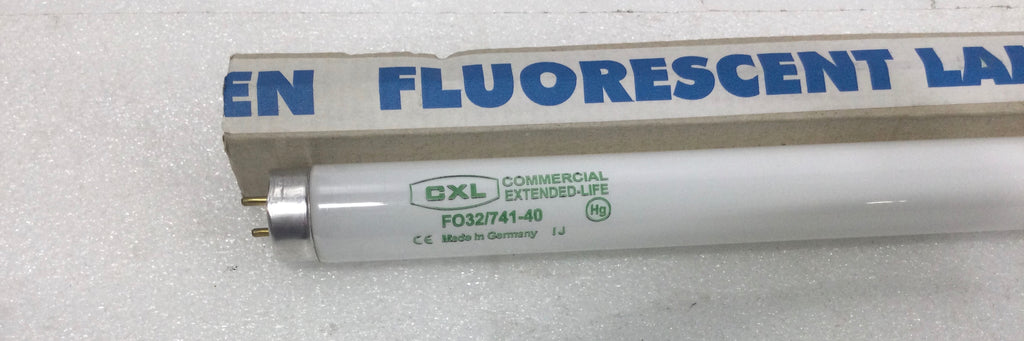 EN FLUORESCENT LA
CXL COMMERCIAL
EXTENDED-LIFE
FO32/741-40 Hg
CE Made in Germany IJ